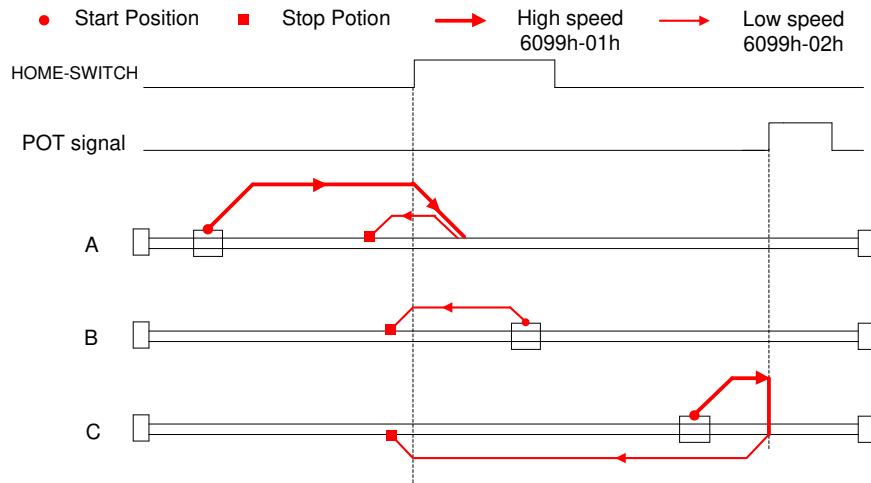 Start Position
Stop Potion
High speed
6099h-01h
Low speed
6099h-02h
HOME-SWITCH
POT signal
A
B
C